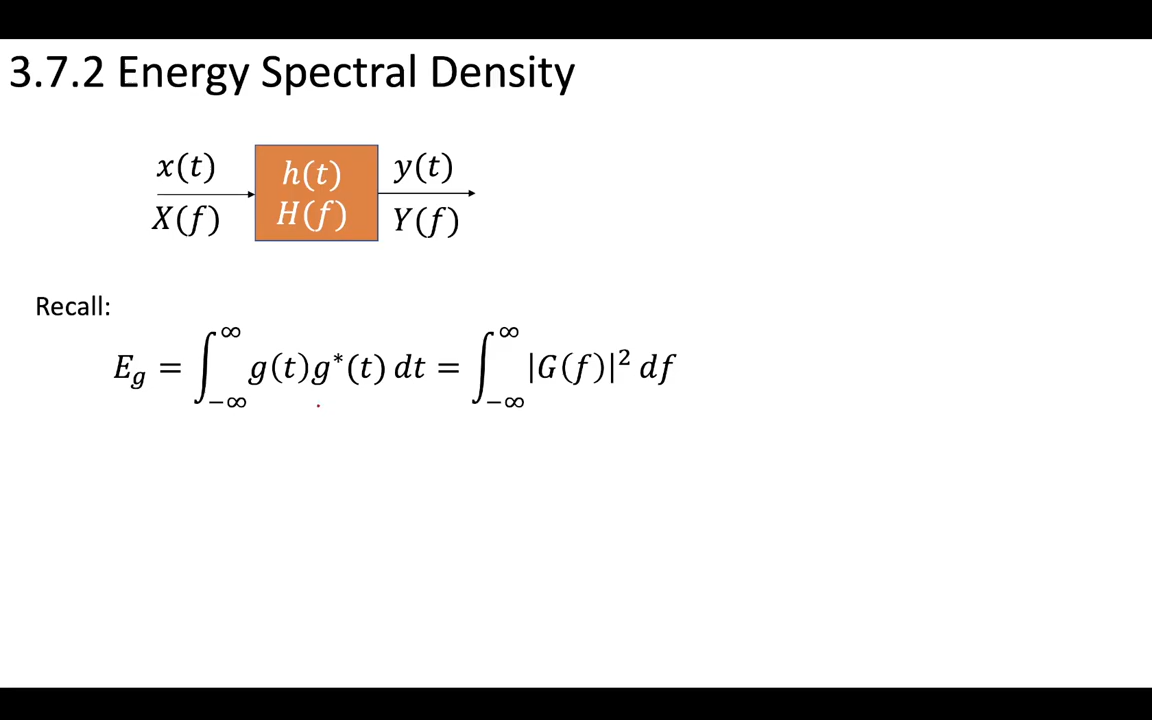 3.7.2 Energy Spectral Density
x(t)
X(f)
h(t)
H(f)
y(t)
Y(f)
Recall:
E_g = ∫_{−∞}^{∞} g(t)g*(t) dt = ∫_{−∞}^{∞} |G(f)|² df